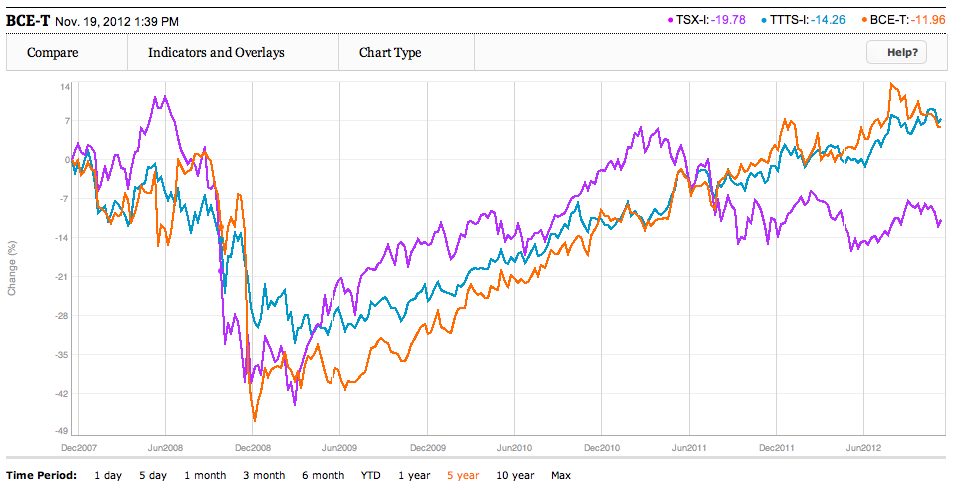 BCE-T Nov. 19, 2012 1:39 PM
TSX-I:-19.78 TTTS-I:-14.26 BCE-T:-11.96
Compare Indicators and Overlays Chart Type Help?
14
7
0
-7
-14
-21
-28
-35
-42
-49
Change (%)
Dec2007 Jun2008 Dec2008 Jun2009 Dec2009 Jun2010 Dec2010 Jun2011 Dec2011 Jun2012
Time Period: 1 day 5 day 1 month 3 month 6 month YTD 1 year 5 year 10 year Max